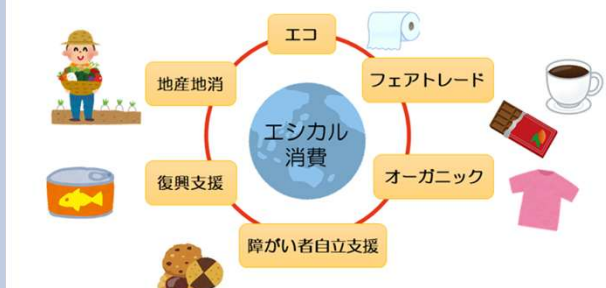 エコ
フェアトレード
オーガニック
障がい者自立支援
復興支援
地産地消
エシカル
消費